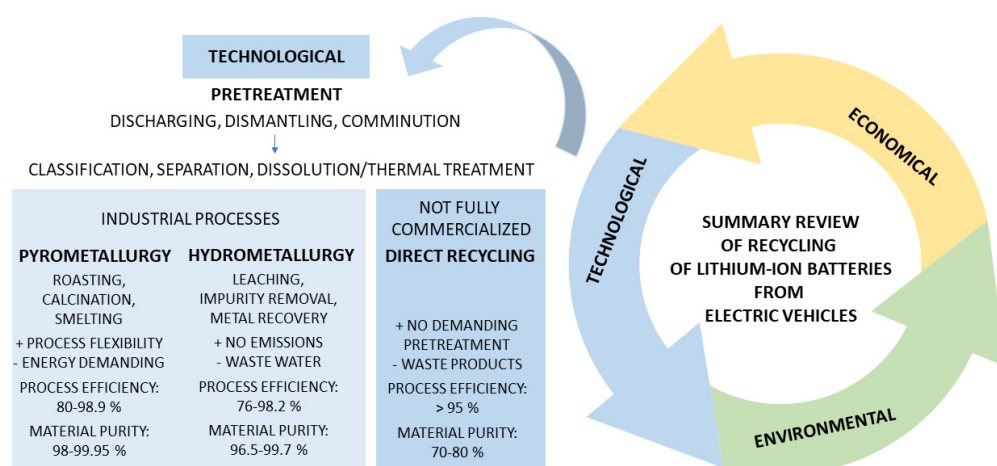 TECHNOLOGICAL
PRETREATMENT
DISCHARGING, DISMANTLING, COMMINUTION
CLASSIFICATION, SEPARATION, DISSOLUTION/THERMAL TREATMENT
INDUSTRIAL PROCESSES
PYROMETALLURGY
ROASTING,
CALCINATION,
SMELTING
+ PROCESS FLEXIBILITY
- ENERGY DEMANDING
PROCESS EFFICIENCY:
80-98.9 %
MATERIAL PURITY:
98-99.95 %
HYDROMETALLURGY
LEACHING,
IMPURITY REMOVAL,
METAL RECOVERY
+ NO EMISSIONS
- WASTE WATER
PROCESS EFFICIENCY:
76-98.2 %
MATERIAL PURITY:
96.5-99.7 %
NOT FULLY
COMMERCIALIZED
DIRECT RECYCLING
+ NO DEMANDING
PRETREATMENT
- WASTE PRODUCTS
PROCESS EFFICIENCY:
> 95 %
MATERIAL PURITY:
70-80 %
TECHNOLOGICAL
ECONOMICAL
ENVIRONMENTAL
SUMMARY REVIEW
OF RECYCLING
OF LITHIUM-ION BATTERIES
FROM
ELECTRIC VEHICLES